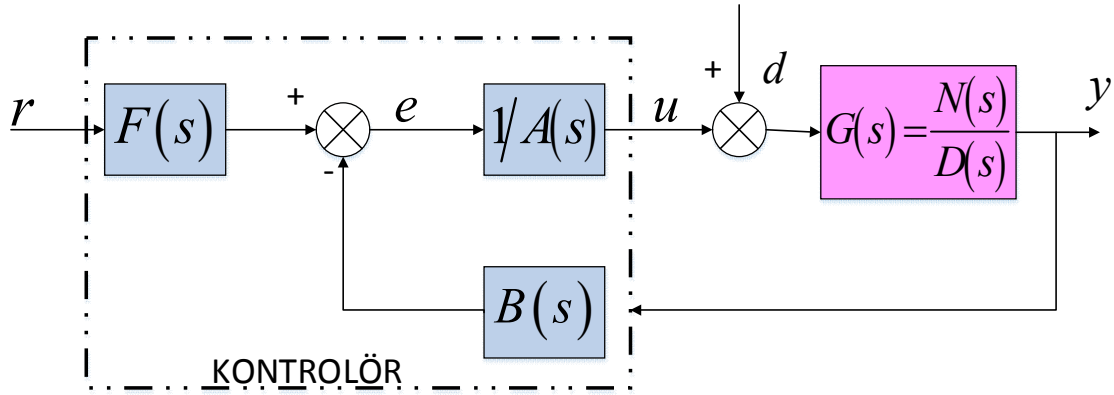 r
F(s)
+
-
e
1/A(s)
u
+
d
G(s)=N(s)/D(s)
y
B(s)
KONTROLÖR